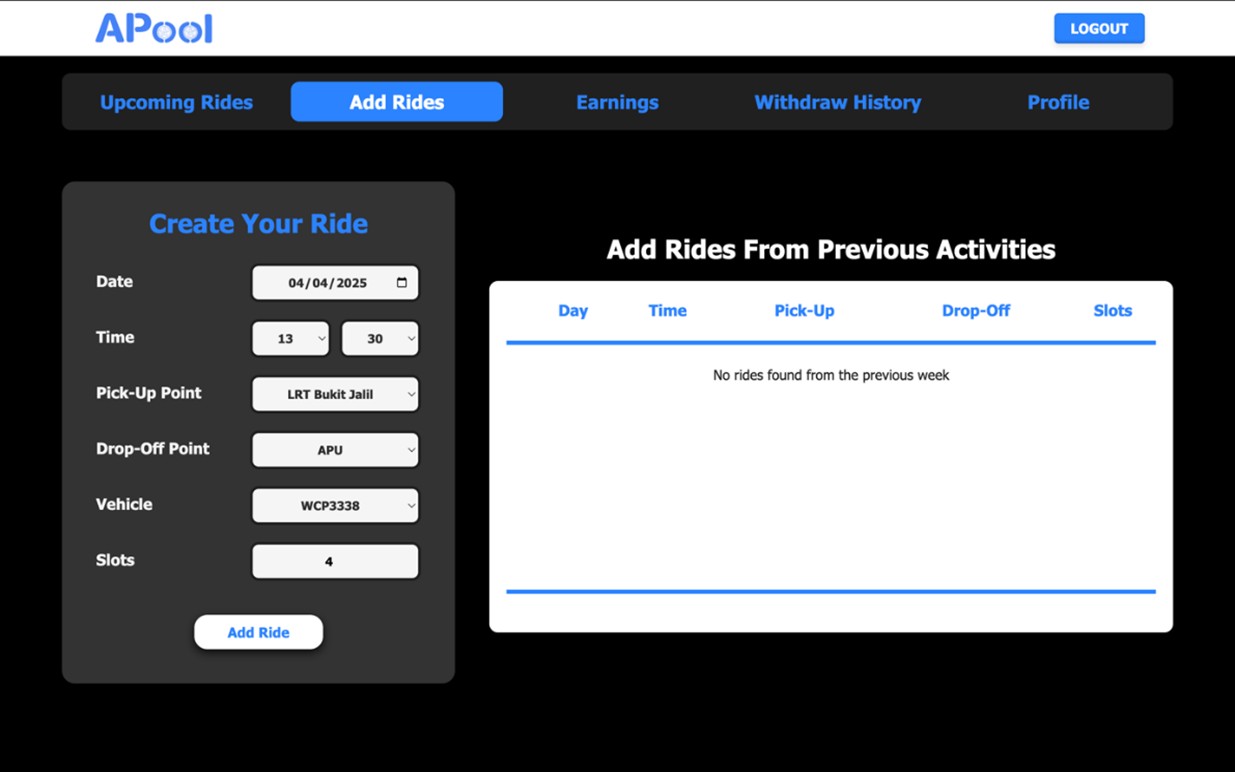 APool
LOGOUT
Upcoming Rides
Add Rides
Earnings
Withdraw History
Profile
Create Your Ride
Date 04/04/2025
Time 13 30
Pick-Up Point LRT Bukit Jalil
Drop-Off Point APU
Vehicle WCP3338
Slots 4
Add Ride
Add Rides From Previous Activities
Day Time Pick-Up Drop-Off Slots
No rides found from the previous week